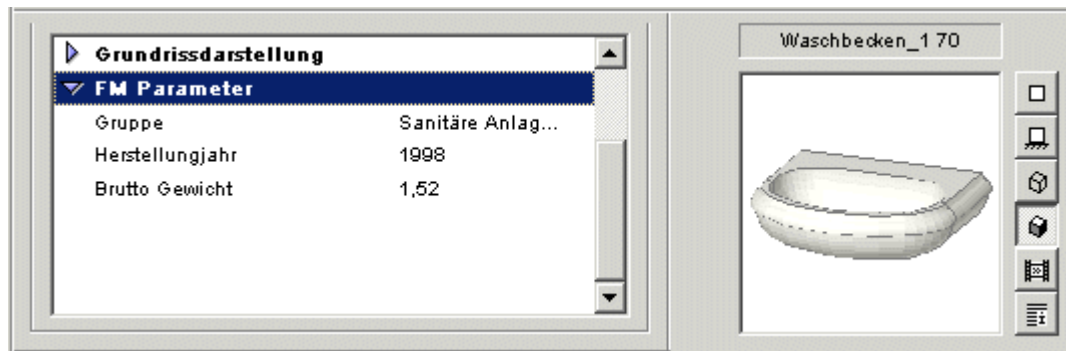 Grundrissdarstellung
FM Parameter
Gruppe Sanitäre Anlag...
Herstellungjahr 1998
Brutto Gewicht 1,52
Waschbecken_1 70